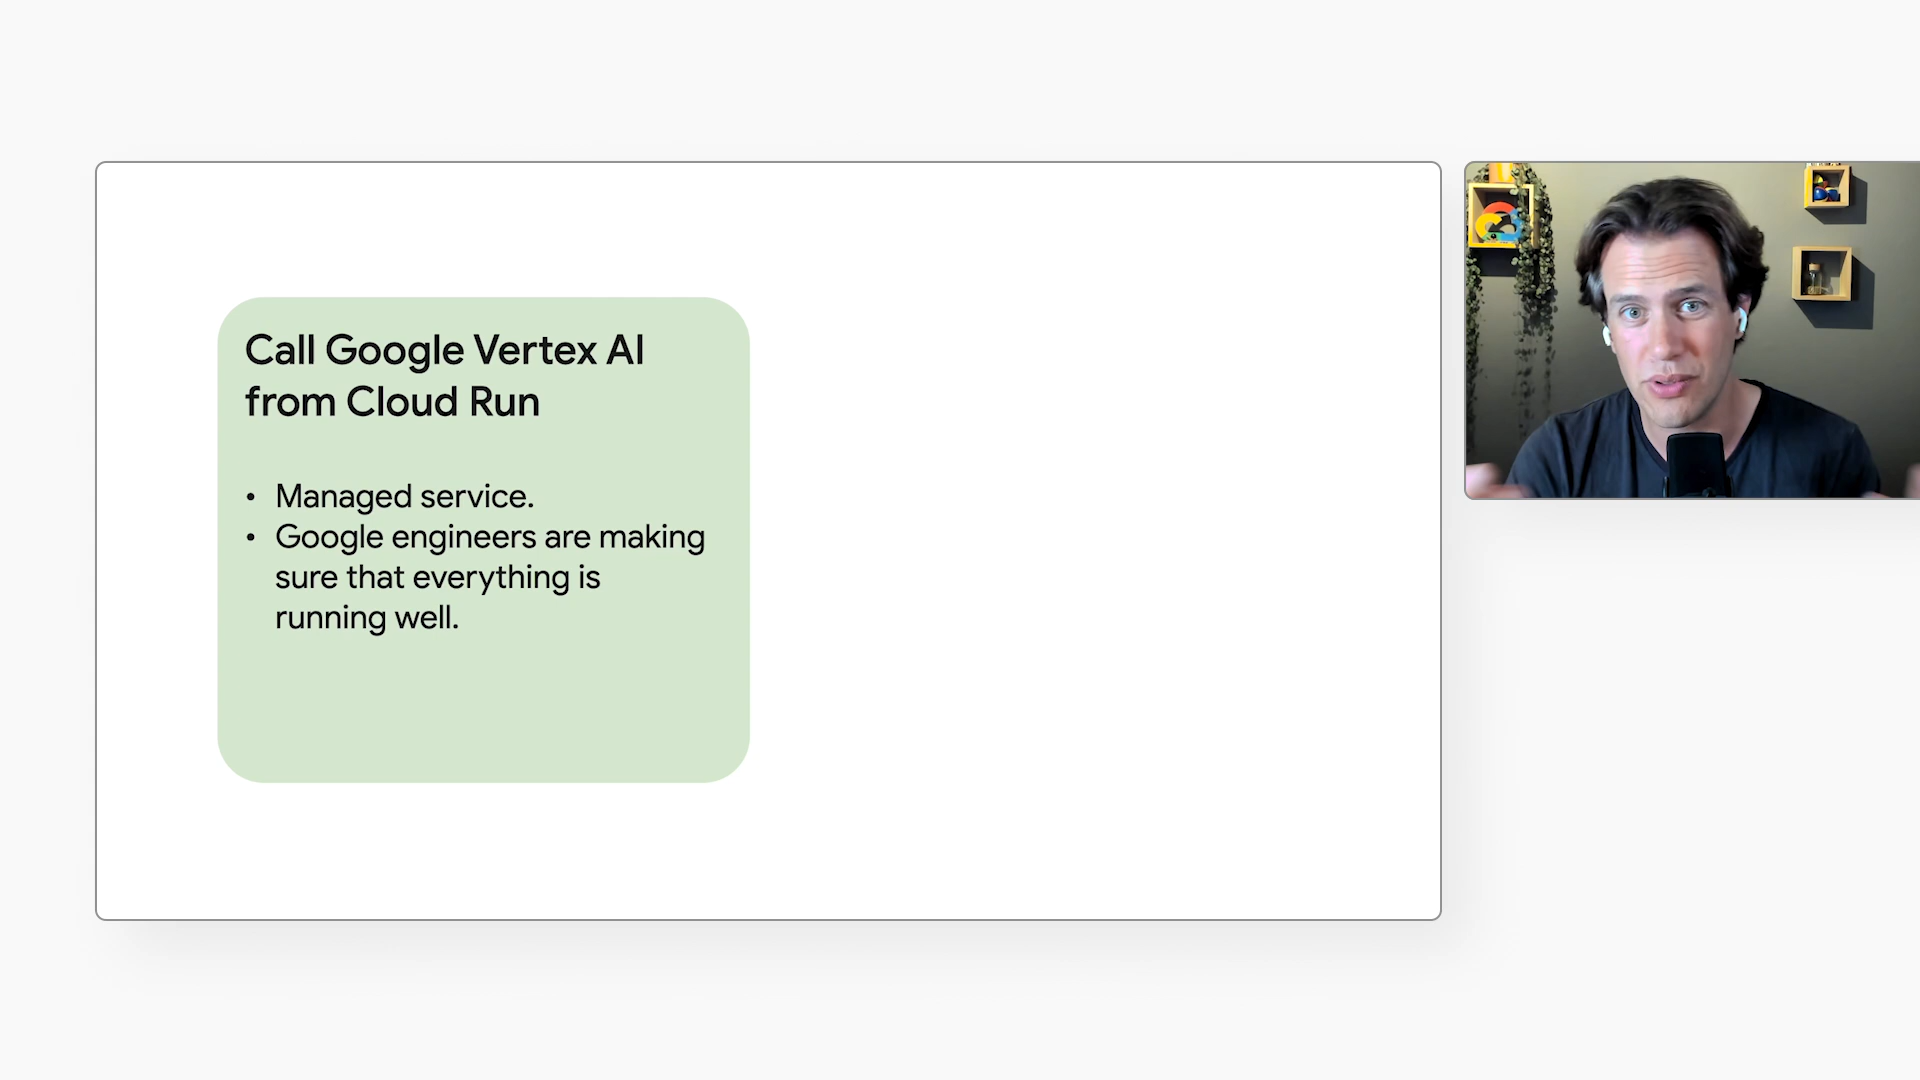 Call Google Vertex AI
from Cloud Run
• Managed service.
• Google engineers are making
sure that everything is
running well.